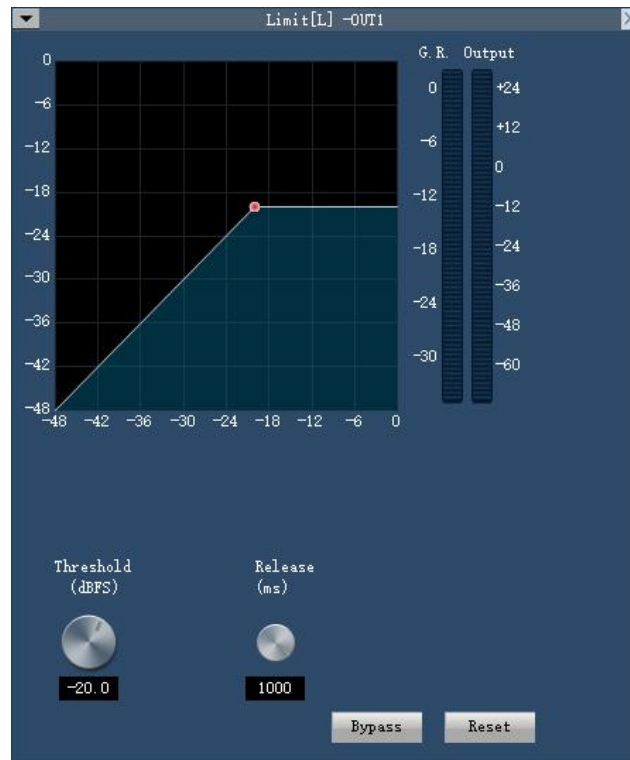 Limit[L] -OUT1
G.R. Output
0
-6
-12
-18
-24
-30
-36
-42
-48
-48 -42 -36 -30 -24 -18 -12 -6 0
0
-6
-12
-18
-24
-30
+24
+12
0
-12
-24
-36
-48
-60
Threshold
(dBFS)
Release
(ms)
-20.0
1000
Bypass
Reset